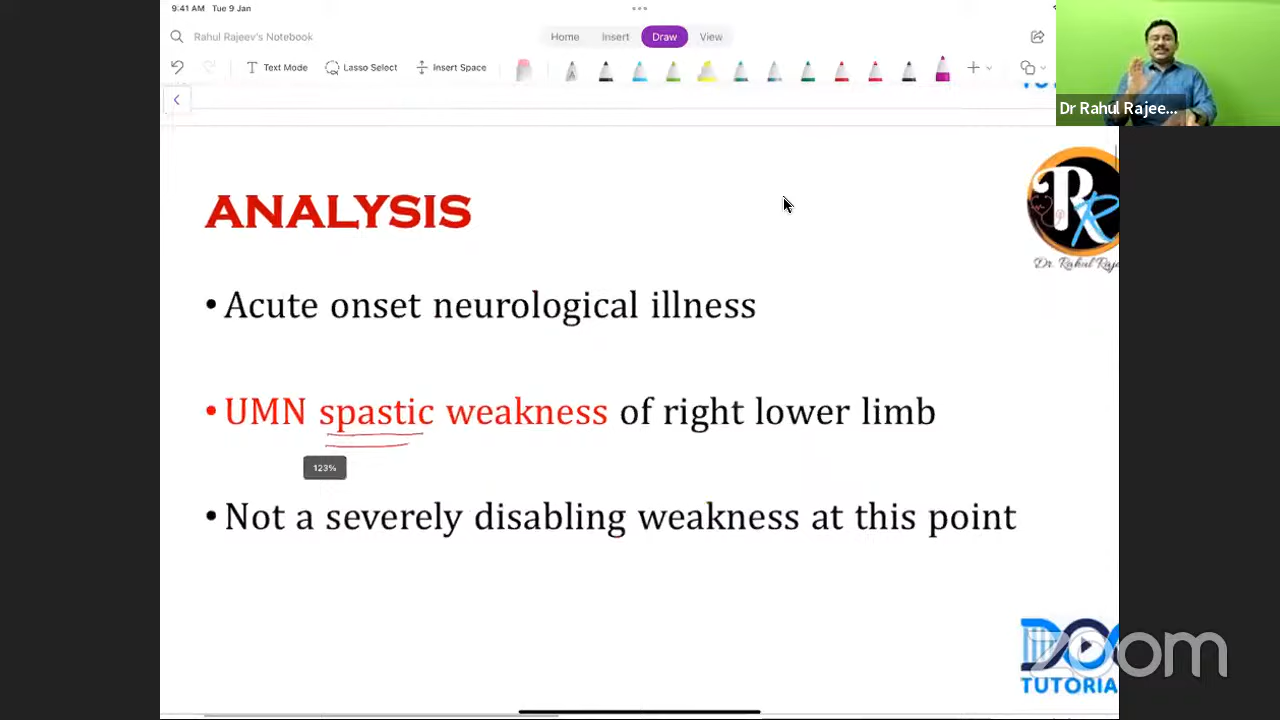 9:41 AM Tue 9 Jan
Rahul Rajeev's Notebook
Home Insert Draw View
Text Mode Lasso Select Insert Space
Dr Rahul Rajee...
ANALYSIS
Dr. Rahul Raje
• Acute onset neurological illness
• UMN spastic weakness of right lower limb
123%
• Not a severely disabling weakness at this point
zoom
TUTORIA